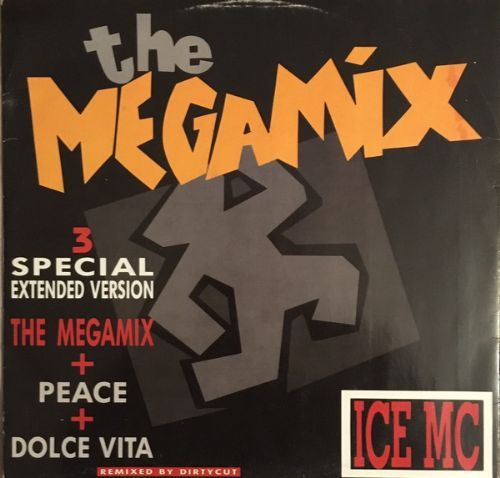 the
MEGAMIX
3
SPECIAL
EXTENDED VERSION
THE MEGAMIX
+
PEACE
+
DOLCE VITA
REMIXED BY DIRTYCUT
ICE MC